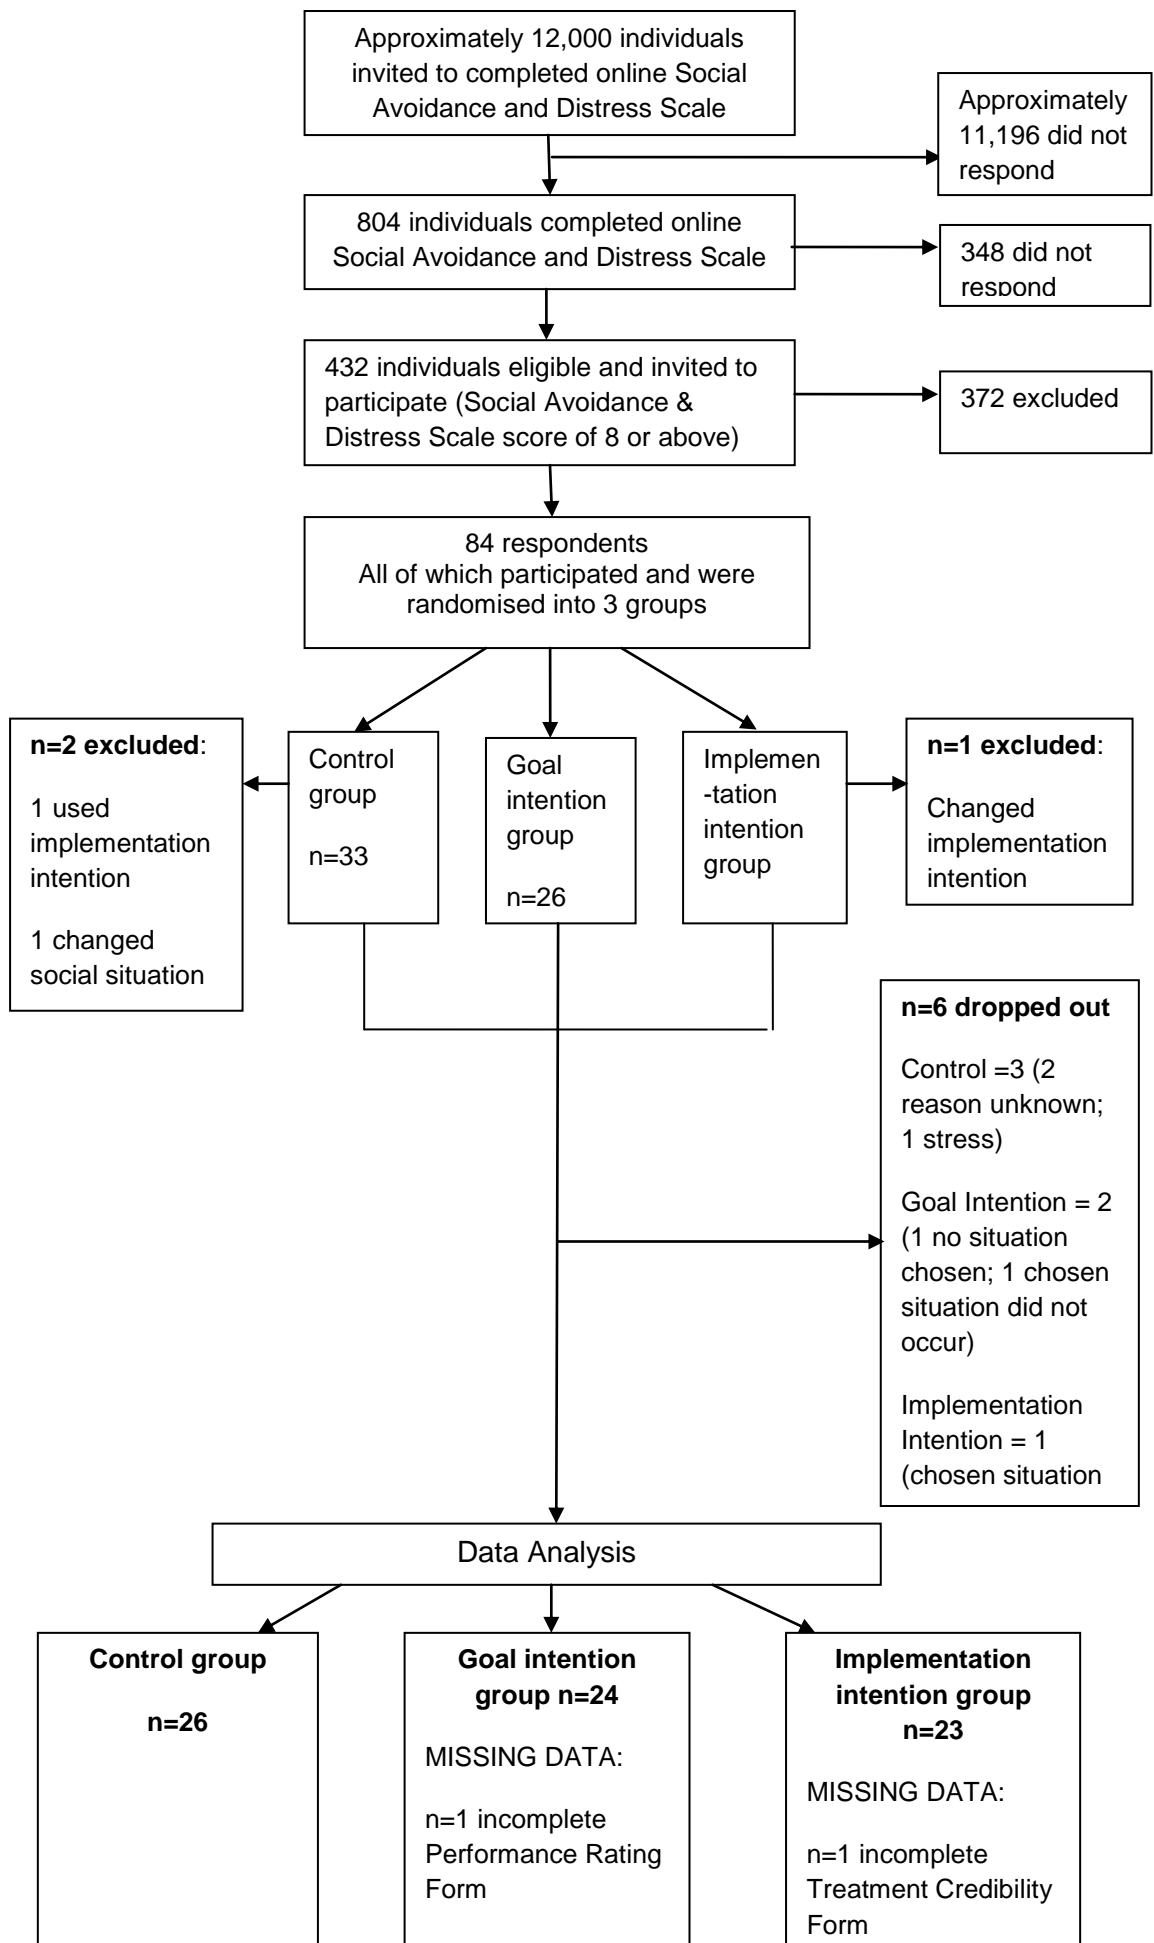 Approximately 12,000 individuals
invited to completed online Social
Avoidance and Distress Scale
Approximately
11,196 did not
respond
804 individuals completed online
Social Avoidance and Distress Scale
348 did not
respond
432 individuals eligible and invited to
participate (Social Avoidance &
Distress Scale score of 8 or above)
372 excluded
84 respondents
All of which participated and were
randomised into 3 groups
n=2 excluded:
1 used
implementation
intention
1 changed
social situation
Control
group
n=33
Goal
intention
group
n=26
Implemen
-tation
intention
group
n=1 excluded:
Changed
implementation
intention
n=6 dropped out
Control =3 (2
reason unknown;
1 stress)
Goal Intention = 2
(1 no situation
chosen; 1 chosen
situation did not
occur)
Implementation
Intention = 1
(chosen situation
Data Analysis
Control group
n=26
Goal intention
group n=24
MISSING DATA:
n=1 incomplete
Performance Rating
Form
Implementation
intention group
n=23
MISSING DATA:
n=1 incomplete
Treatment Credibility
Form